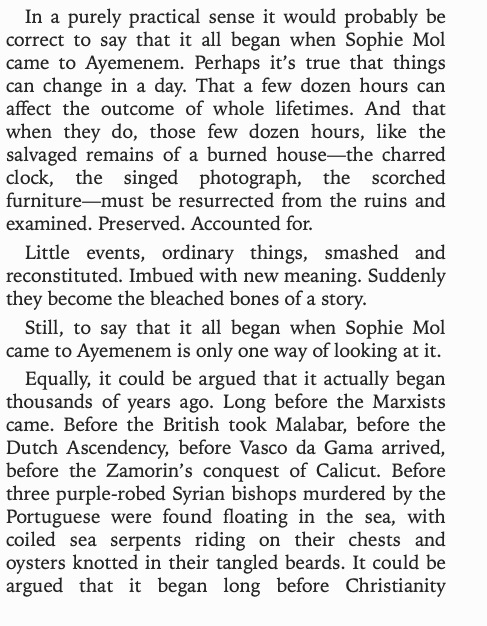 In a purely practical sense it would probably be
correct to say that it all began when Sophie Mol
came to Ayemenem. Perhaps it's true that things
can change in a day. That a few dozen hours can
affect the outcome of whole lifetimes. And that
when they do, those few dozen hours, like the
salvaged remains of a burned house—the charred
clock, the singed photograph, the scorched
furniture—must be resurrected from the ruins and
examined. Preserved. Accounted for.
Little events, ordinary things, smashed and
reconstituted. Imbued with new meaning. Suddenly
they become the bleached bones of a story.
Still, to say that it all began when Sophie Mol
came to Ayemenem is only one way of looking at it.
Equally, it could be argued that it actually began
thousands of years ago. Long before the Marxists
came. Before the British took Malabar, before the
Dutch Ascendency, before Vasco da Gama arrived,
before the Zamorin's conquest of Calicut. Before
three purple-robed Syrian bishops murdered by the
Portuguese were found floating in the sea, with
coiled sea serpents riding on their chests and
oysters knotted in their tangled beards. It could be
argued that it began long before Christianity